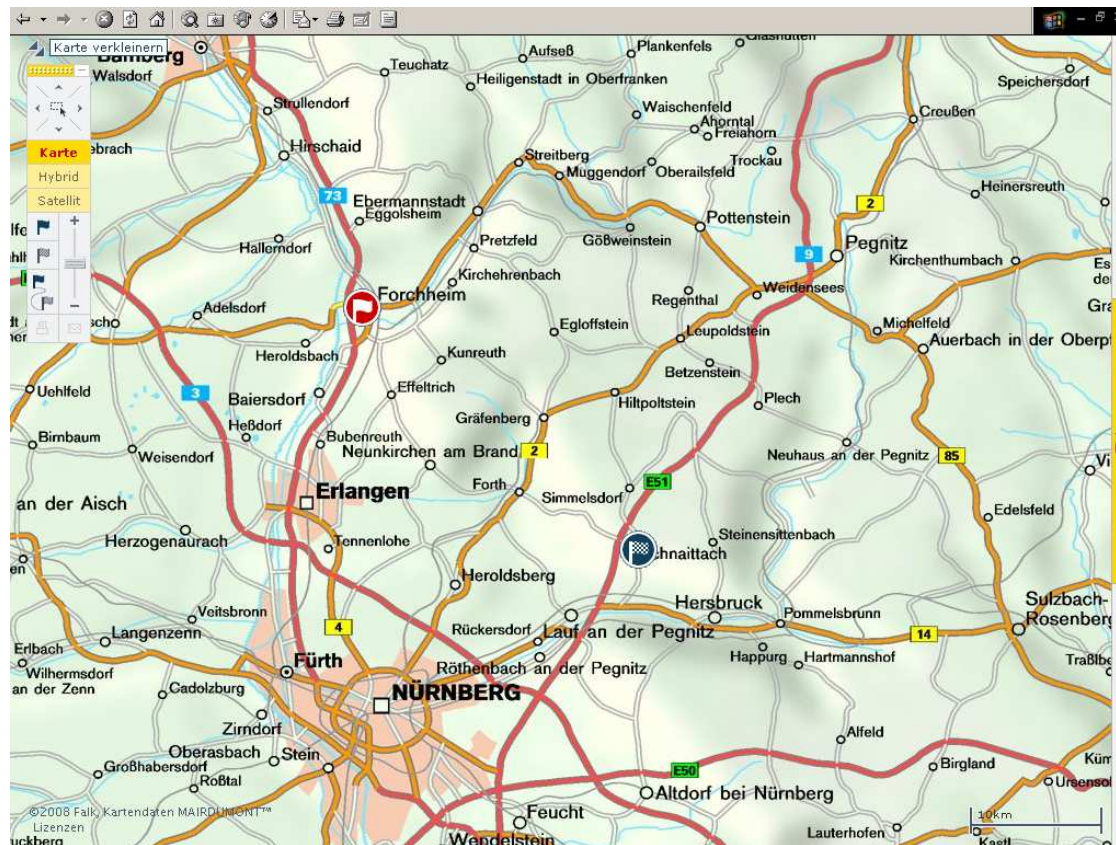 Karte verkleinern
Bamberg
Walsdorf
Teuchatz
Aufseß
Plankenfels
Glashütten
Speichersdorf
Heiligenstadt in Oberfranken
Strullendorf
Waischenfeld
Ahorntal
Freiahorn
Creußen
Karte
ebrach
Hirschaid
Streitberg
Muggendorf
Oberailsfeld
Trockau
Hybrid
Satellit
73
Ebermannstadt
Eggolsheim
Heinersreuth
2
Pottenstein
Hallerndorf
Pretzfeld
Gößweinstein
9
Pegnitz
Kirchenthumbach
Kirchehrenbach
Forchheim
Regenthal
Weidensees
Adelsdorf
Egloffstein
Leupoldstein
Michelfeld
Auerbach in der Oberpf
Heroldsbach
Kunreuth
Betzenstein
Uehlfeld
3
Baiersdorf
Effeltrich
Hiltpoltstein
Plech
Heßdorf
Gräfenberg
Birnbaum
Weisendorf
Bubenreuth
Neunkirchen am Brand
2
Neuhaus an der Pegnitz
85
an der Aisch
Erlangen
Forth
Simmelsdorf
E51
Edelsfeld
Herzogenaurach
Tennenlohe
Steinensittenbach
chnaittach
Heroldsberg
Veitsbronn
Hersbruck
Pommelsbrunn
Sulzbach-
Rosenberg
Langenzenn
4
Rückersdorf
Lauf an der Pegnitz
14
Erlbach
Wilhermsdorf
an der Zenn
Fürth
Röthenbach an der Pegnitz
Happurg
Hartmannshof
Cadolzburg
NÜRNBERG
Zirndorf
Alfeld
Oberasbach
Stein
Großhabersdorf
Roßtal
E50
Birgland
Altdorf bei Nürnberg
©2008 Falk, Kartendaten MAIRDUMONT™
Lizenzen
Feucht
10km
Wendelstein
Lauterhofen
Kastl